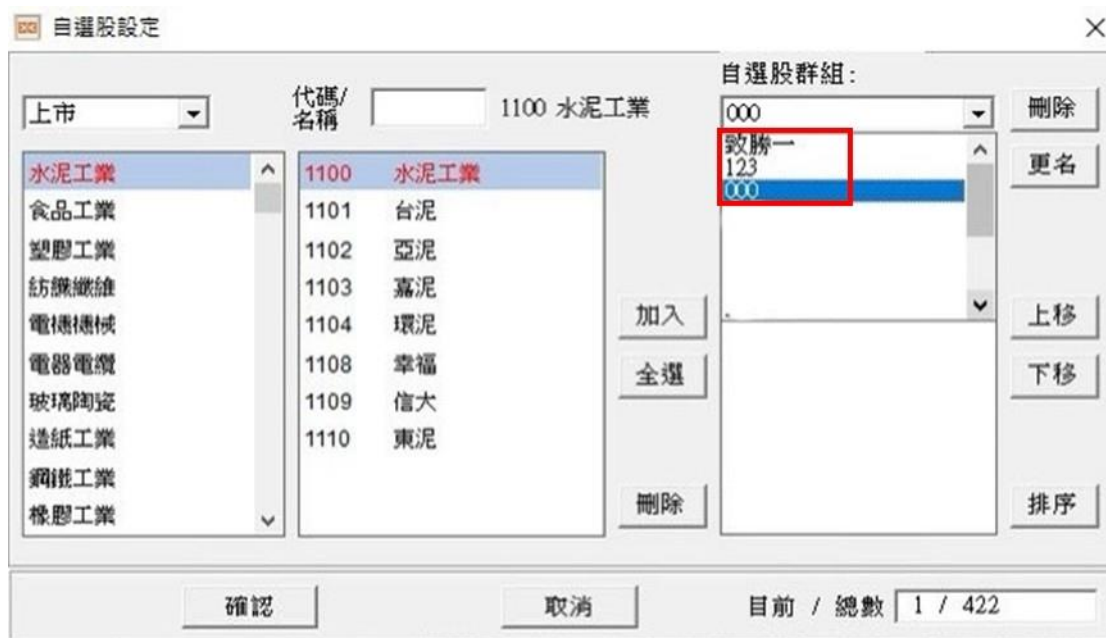 自選股設定
自選股群組:
上市
代碼/
名稱
1100 水泥工業
000
刪除
致勝一
123
000
更名
水泥工業
食品工業
塑膠工業
紡織纖維
電機機械
電器電纜
玻璃陶瓷
造紙工業
鋼鐵工業
橡膠工業
1100 水泥工業
1101 台泥
1102 亞泥
1103 嘉泥
1104 環泥
1108 幸福
1109 信大
1110 東泥
加入
全選
刪除
上移
下移
排序
確認
取消
目前 / 總數 1 / 422